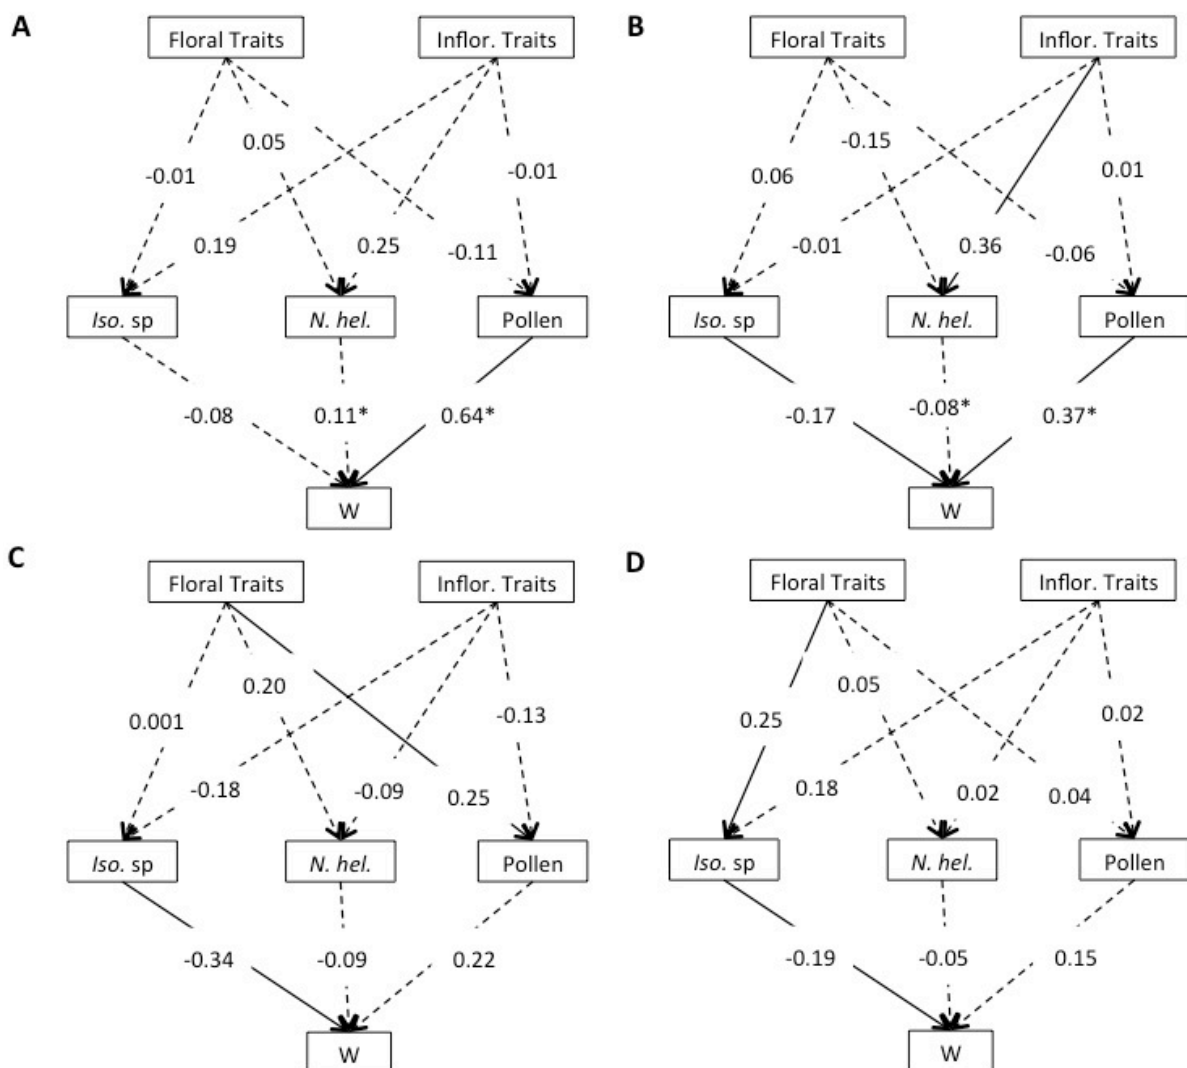 A
Floral Traits Inflor. Traits
0.05
-0.01 -0.01
0.19 0.25 -0.11
Iso. sp N. hel. Pollen
-0.08 0.11* 0.64*
W
B
Floral Traits Inflor. Traits
-0.15
0.06 0.01
-0.01 0.36 -0.06
Iso. sp N. hel. Pollen
-0.17 -0.08* 0.37*
W
C
Floral Traits Inflor. Traits
0.20
0.001 -0.13
-0.18 -0.09 0.25
Iso. sp N. hel. Pollen
-0.34 -0.09 0.22
W
D
Floral Traits Inflor. Traits
0.05
0.25 0.02
0.18 0.02 0.04
Iso. sp N. hel. Pollen
-0.19 -0.05 0.15
W